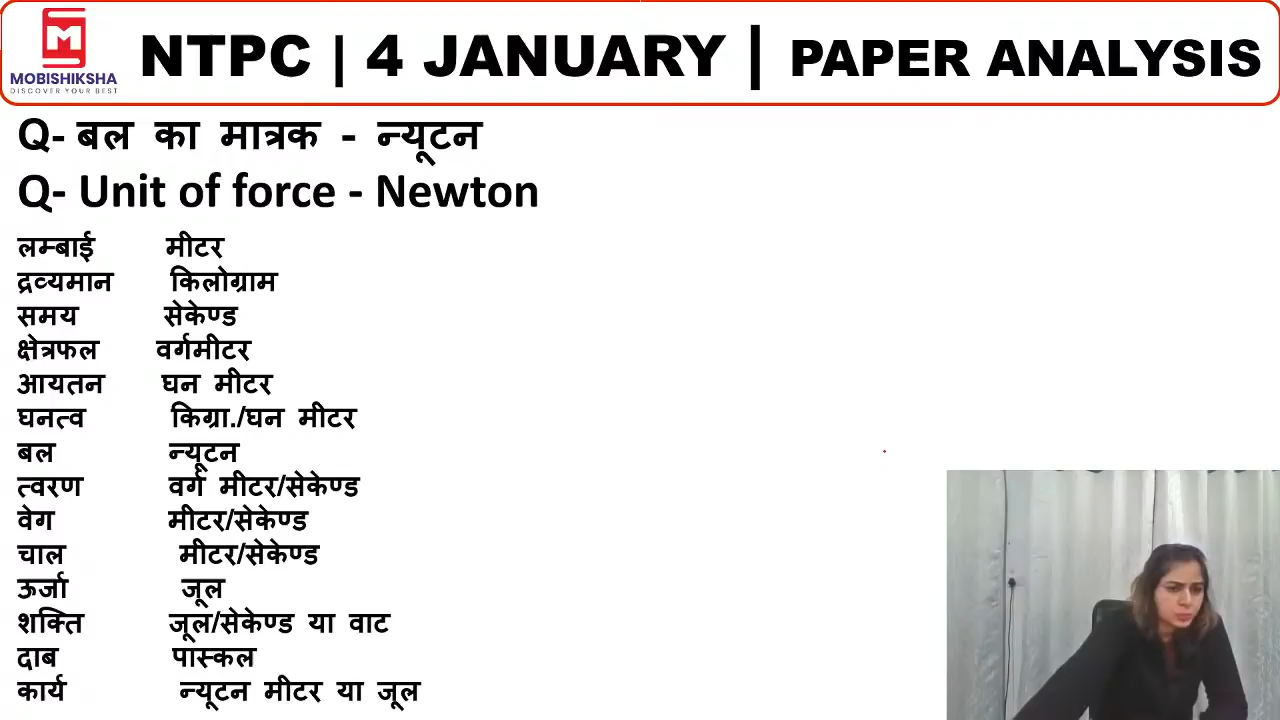 MOBISHIKSHA
DISCOVER YOUR BEST
NTPC | 4 JANUARY | PAPER ANALYSIS
Q- बल का मात्रक - न्यूटन
Q- Unit of force - Newton
लम्बाई मीटर
द्रव्यमान किलोग्राम
समय सेकेण्ड
क्षेत्रफल वर्गमीटर
आयतन घन मीटर
घनत्व किग्रा./घन मीटर
बल न्यूटन
त्वरण वर्ग मीटर/सेकेण्ड
वेग मीटर/सेकेण्ड
चाल मीटर/सेकेण्ड
ऊर्जा जूल
शक्ति जूल/सेकेण्ड या वाट
दाब पास्कल
कार्य न्यूटन मीटर या जूल